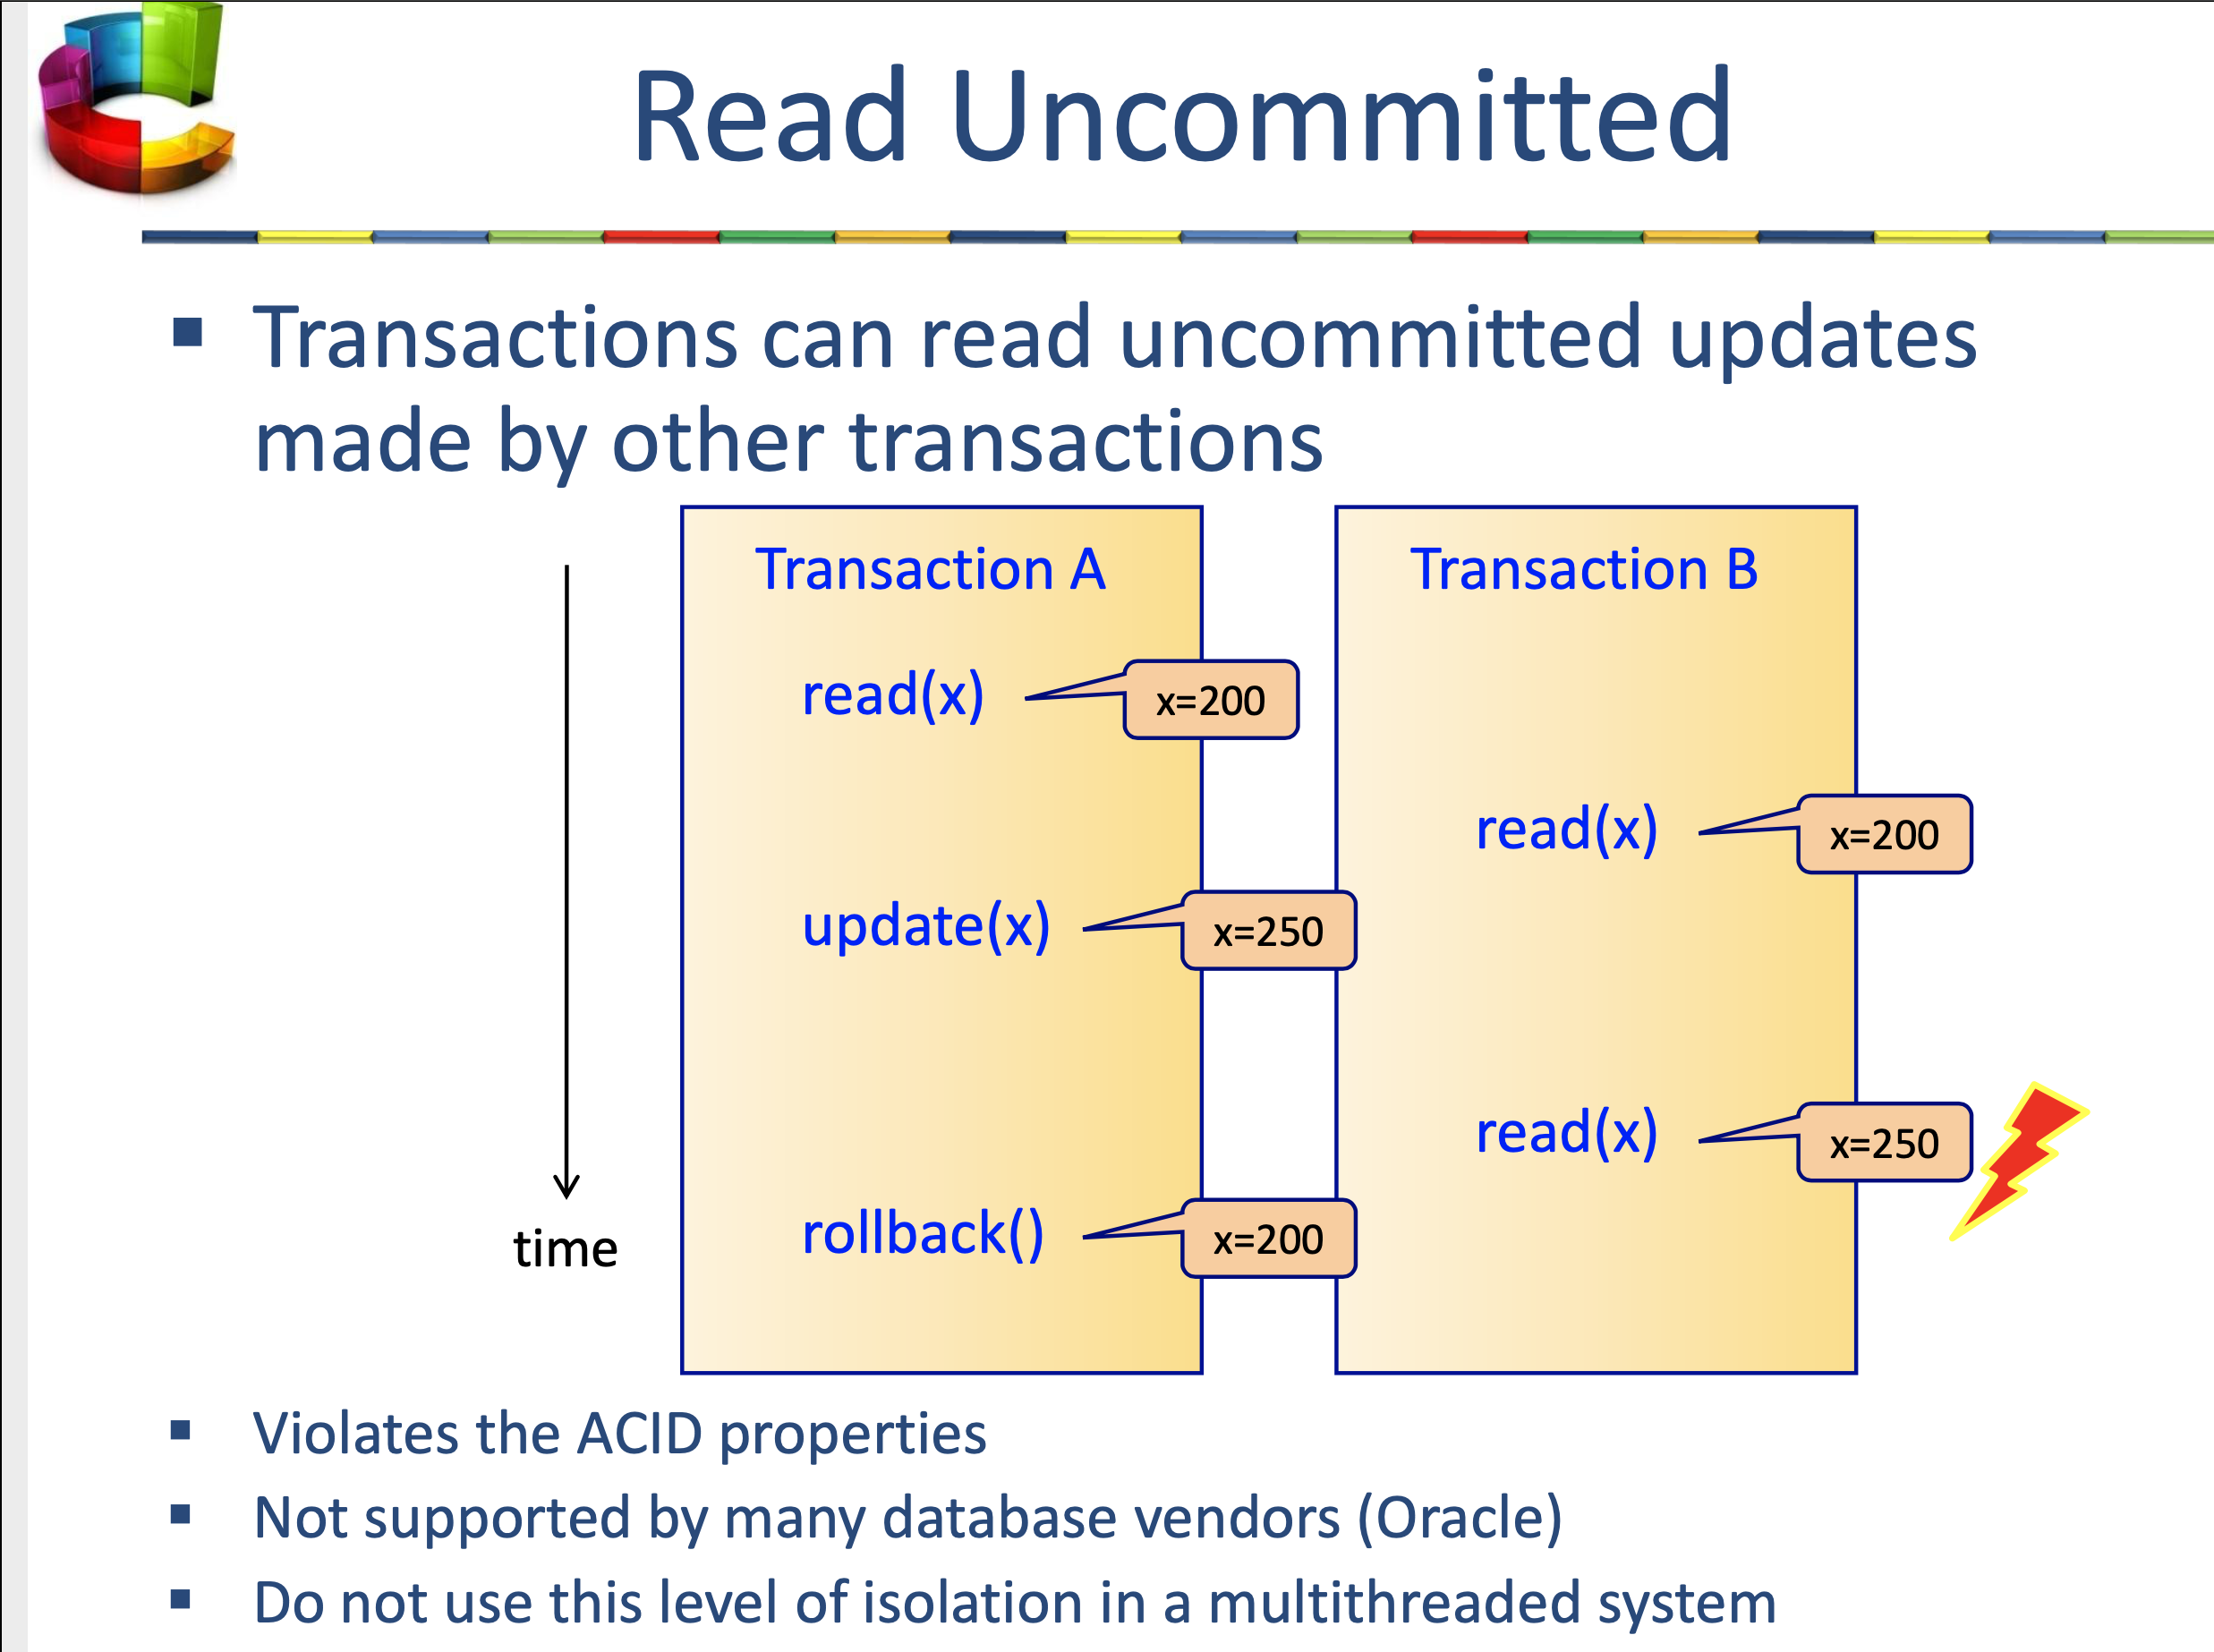 Read Uncommitted
▪ Transactions can read uncommitted updates
made by other transactions
Transaction A
Transaction B
read(x)
x=200
read(x)
x=200
update(x)
x=250
read(x)
x=250
rollback()
x=200
time
▪ Violates the ACID properties
▪ Not supported by many database vendors (Oracle)
▪ Do not use this level of isolation in a multithreaded system